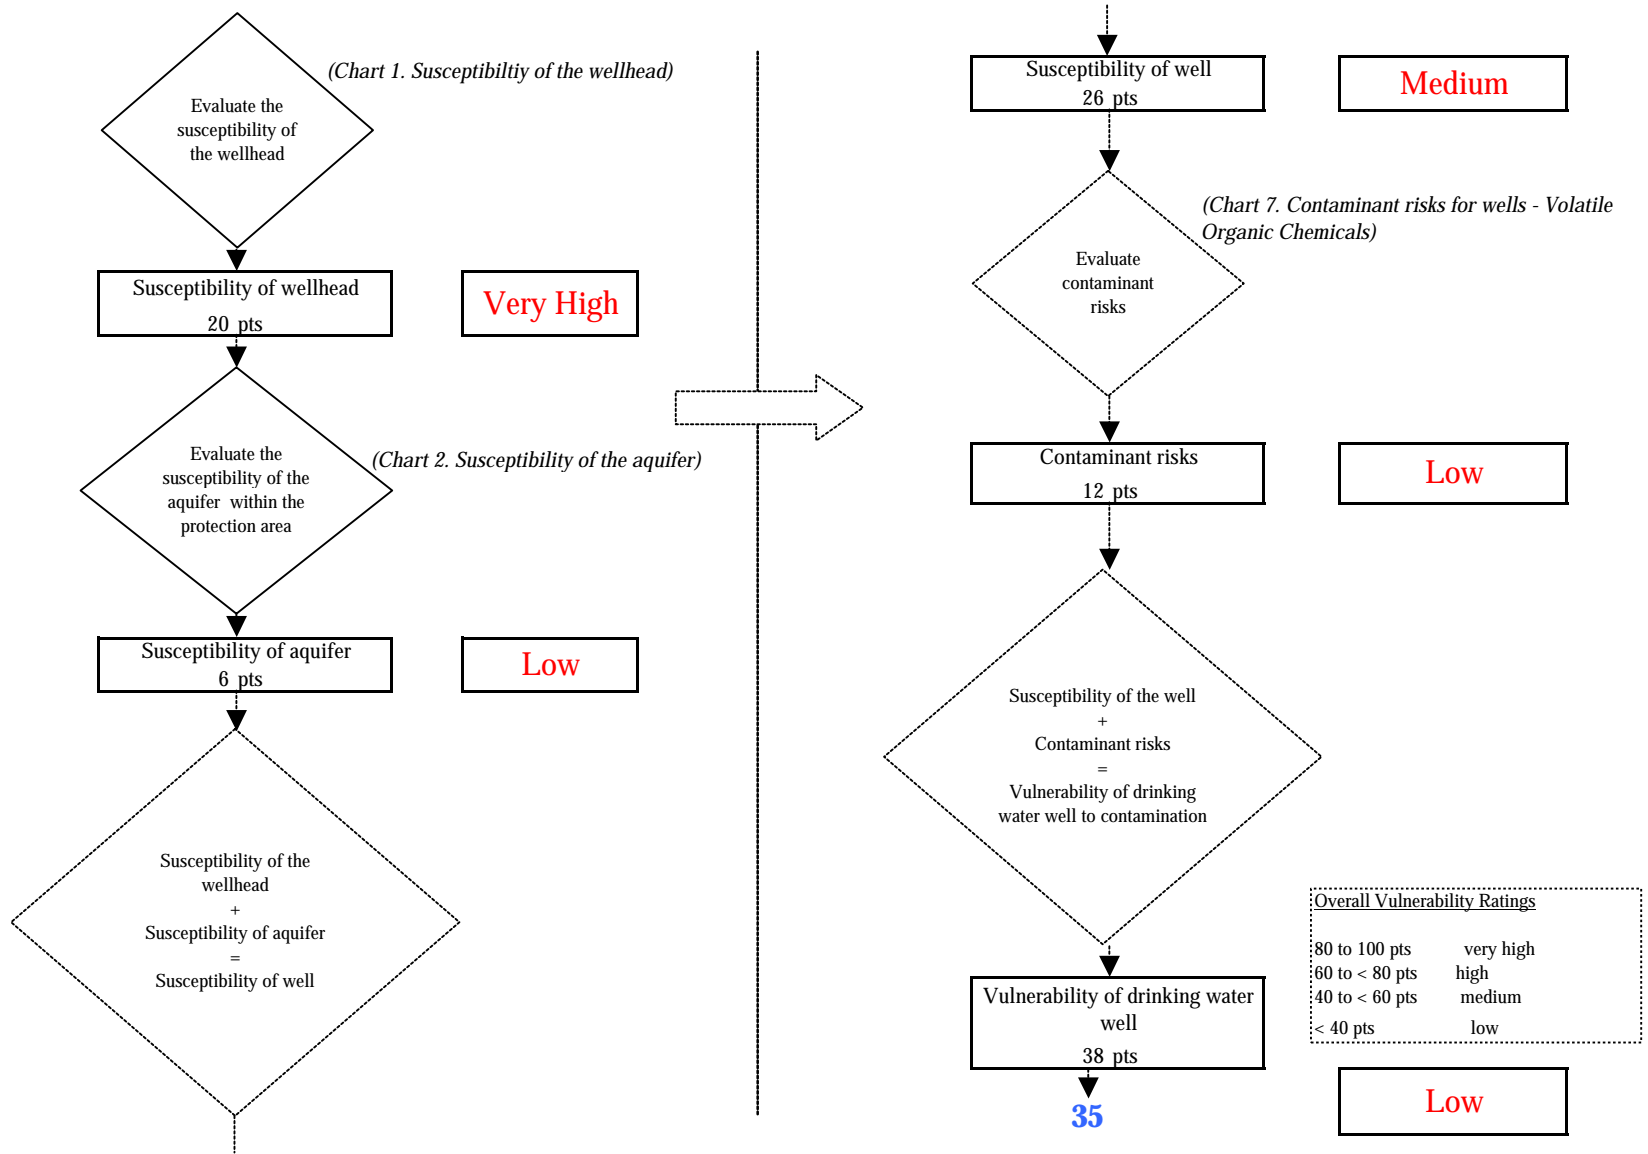 (Chart 1. Susceptibiltiy of the wellhead)
Evaluate the
susceptibility of
the wellhead
Susceptibility of wellhead
20 pts
Very High
Evaluate the
susceptibility of the
aquifer within the
protection area
(Chart 2. Susceptibility of the aquifer)
Susceptibility of aquifer
6 pts
Low
Susceptibility of the
wellhead
+
Susceptibility of aquifer
=
Susceptibility of well
Susceptibility of well
26 pts
Medium
(Chart 7. Contaminant risks for wells - Volatile
Organic Chemicals)
Evaluate
contaminant
risks
Contaminant risks
12 pts
Low
Susceptibility of the well
+
Contaminant risks
=
Vulnerability of drinking
water well to contamination
Overall Vulnerability Ratings
80 to 100 pts very high
60 to < 80 pts high
40 to < 60 pts medium
< 40 pts low
Vulnerability of drinking water
well
38 pts
35
Low